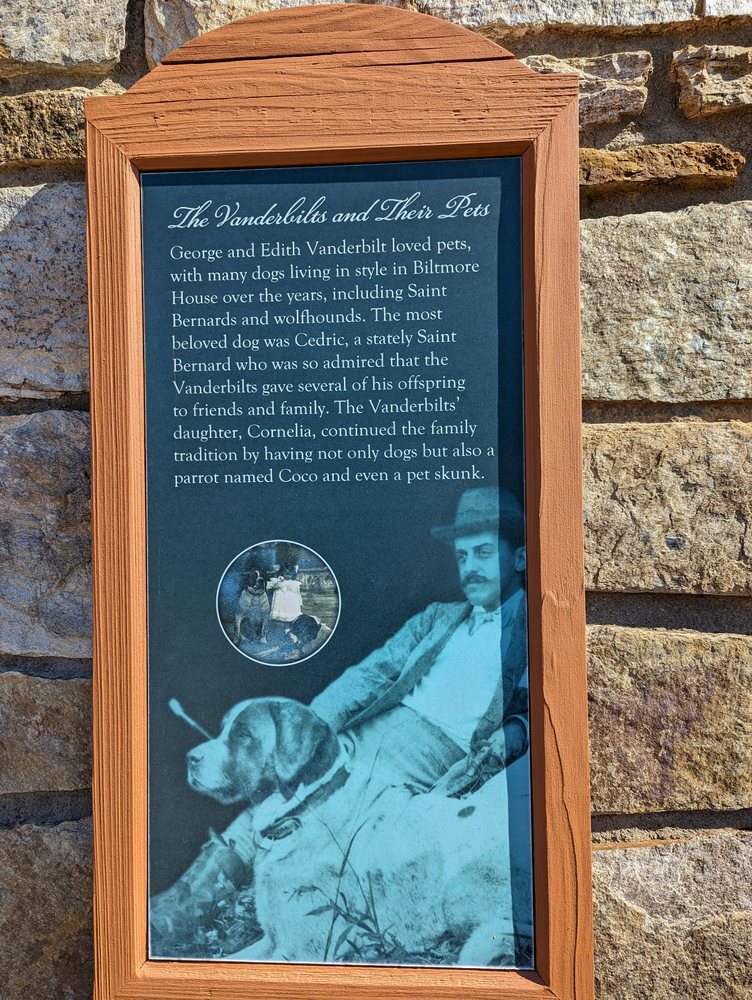 The Vanderbilts and Their Pets
George and Edith Vanderbilt loved pets,
with many dogs living in style in Biltmore
House over the years, including Saint
Bernards and wolfhounds. The most
beloved dog was Cedric, a stately Saint
Bernard who was so admired that the
Vanderbilts gave several of his offspring
to friends and family. The Vanderbilts’
daughter, Cornelia, continued the family
tradition by having not only dogs but also a
parrot named Coco and even a pet skunk.